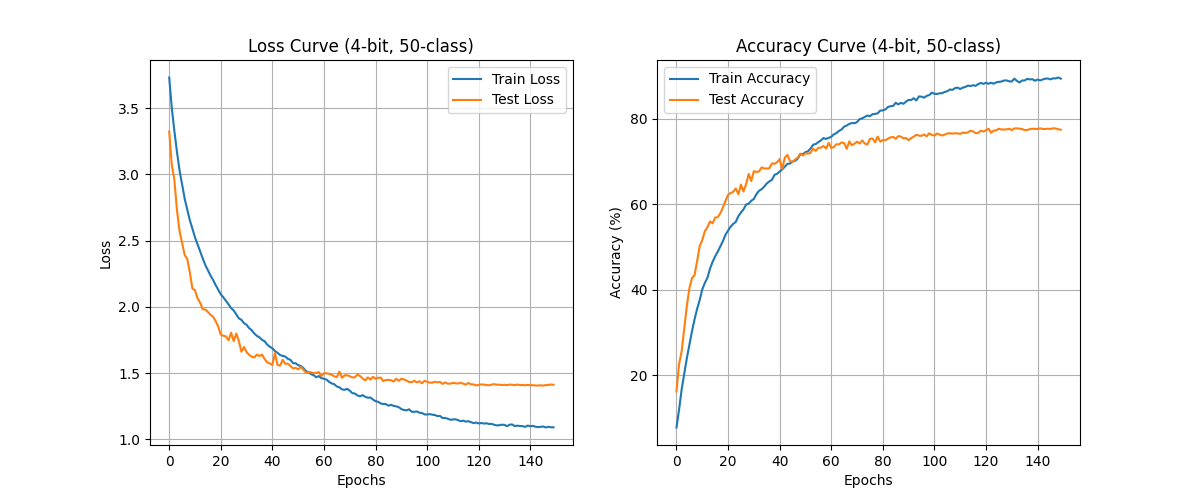 Loss Curve (4-bit, 50-class)
Train Loss
Test Loss
3.5
3.0
2.5
2.0
1.5
1.0
Loss
0 20 40 60 80 100 120 140
Epochs
Accuracy Curve (4-bit, 50-class)
Train Accuracy
Test Accuracy
80
60
40
20
Accuracy (%)
0 20 40 60 80 100 120 140
Epochs